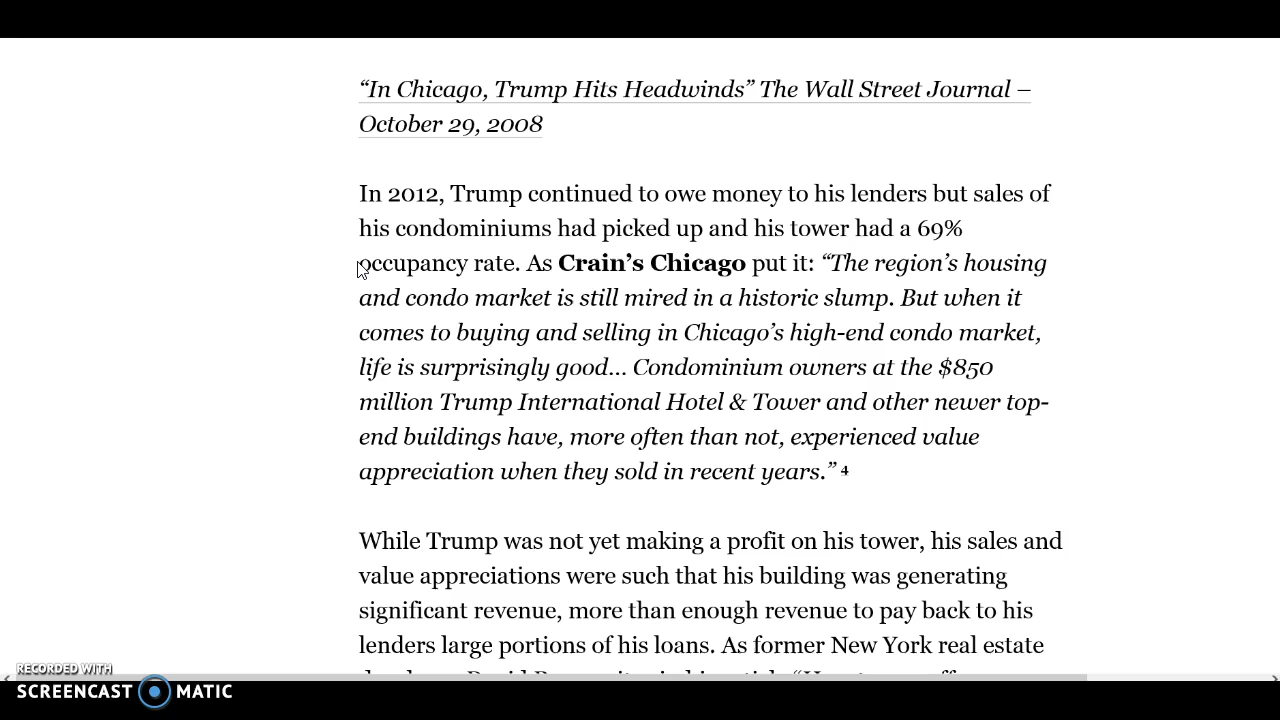 “In Chicago, Trump Hits Headwinds” The Wall Street Journal –
October 29, 2008
In 2012, Trump continued to owe money to his lenders but sales of
his condominiums had picked up and his tower had a 69%
occupancy rate. As Crain’s Chicago put it: “The region’s housing
and condo market is still mired in a historic slump. But when it
comes to buying and selling in Chicago’s high-end condo market,
life is surprisingly good… Condominium owners at the $850
million Trump International Hotel & Tower and other newer top-
end buildings have, more often than not, experienced value
appreciation when they sold in recent years.” 4
While Trump was not yet making a profit on his tower, his sales and
value appreciations were such that his building was generating
significant revenue, more than enough revenue to pay back to his
lenders large portions of his loans. As former New York real estate
RECORDED WITH
SCREENCAST MATIC